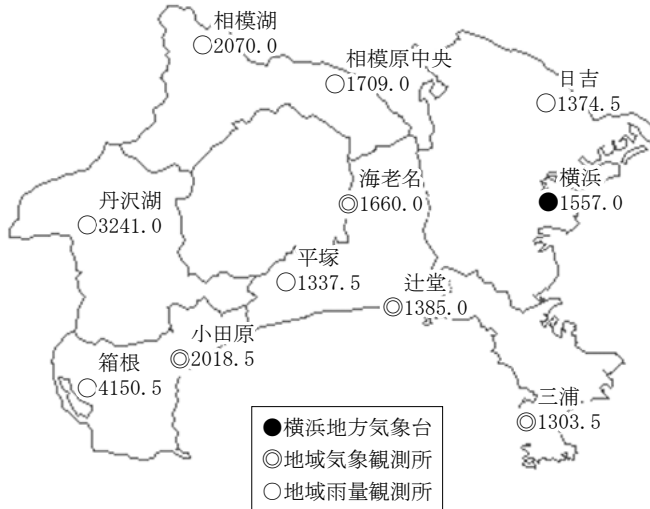 相模湖
○2070.0
相模原中央
○1709.0
日吉
○1374.5
丹沢湖
○3241.0
海老名
◎1660.0
横浜
●1557.0
平塚
○1337.5
辻堂
◎1385.0
小田原
◎2018.5
箱根
○4150.5
三浦
◎1303.5
●横浜地方気象台
◎地域気象観測所
○地域雨量観測所